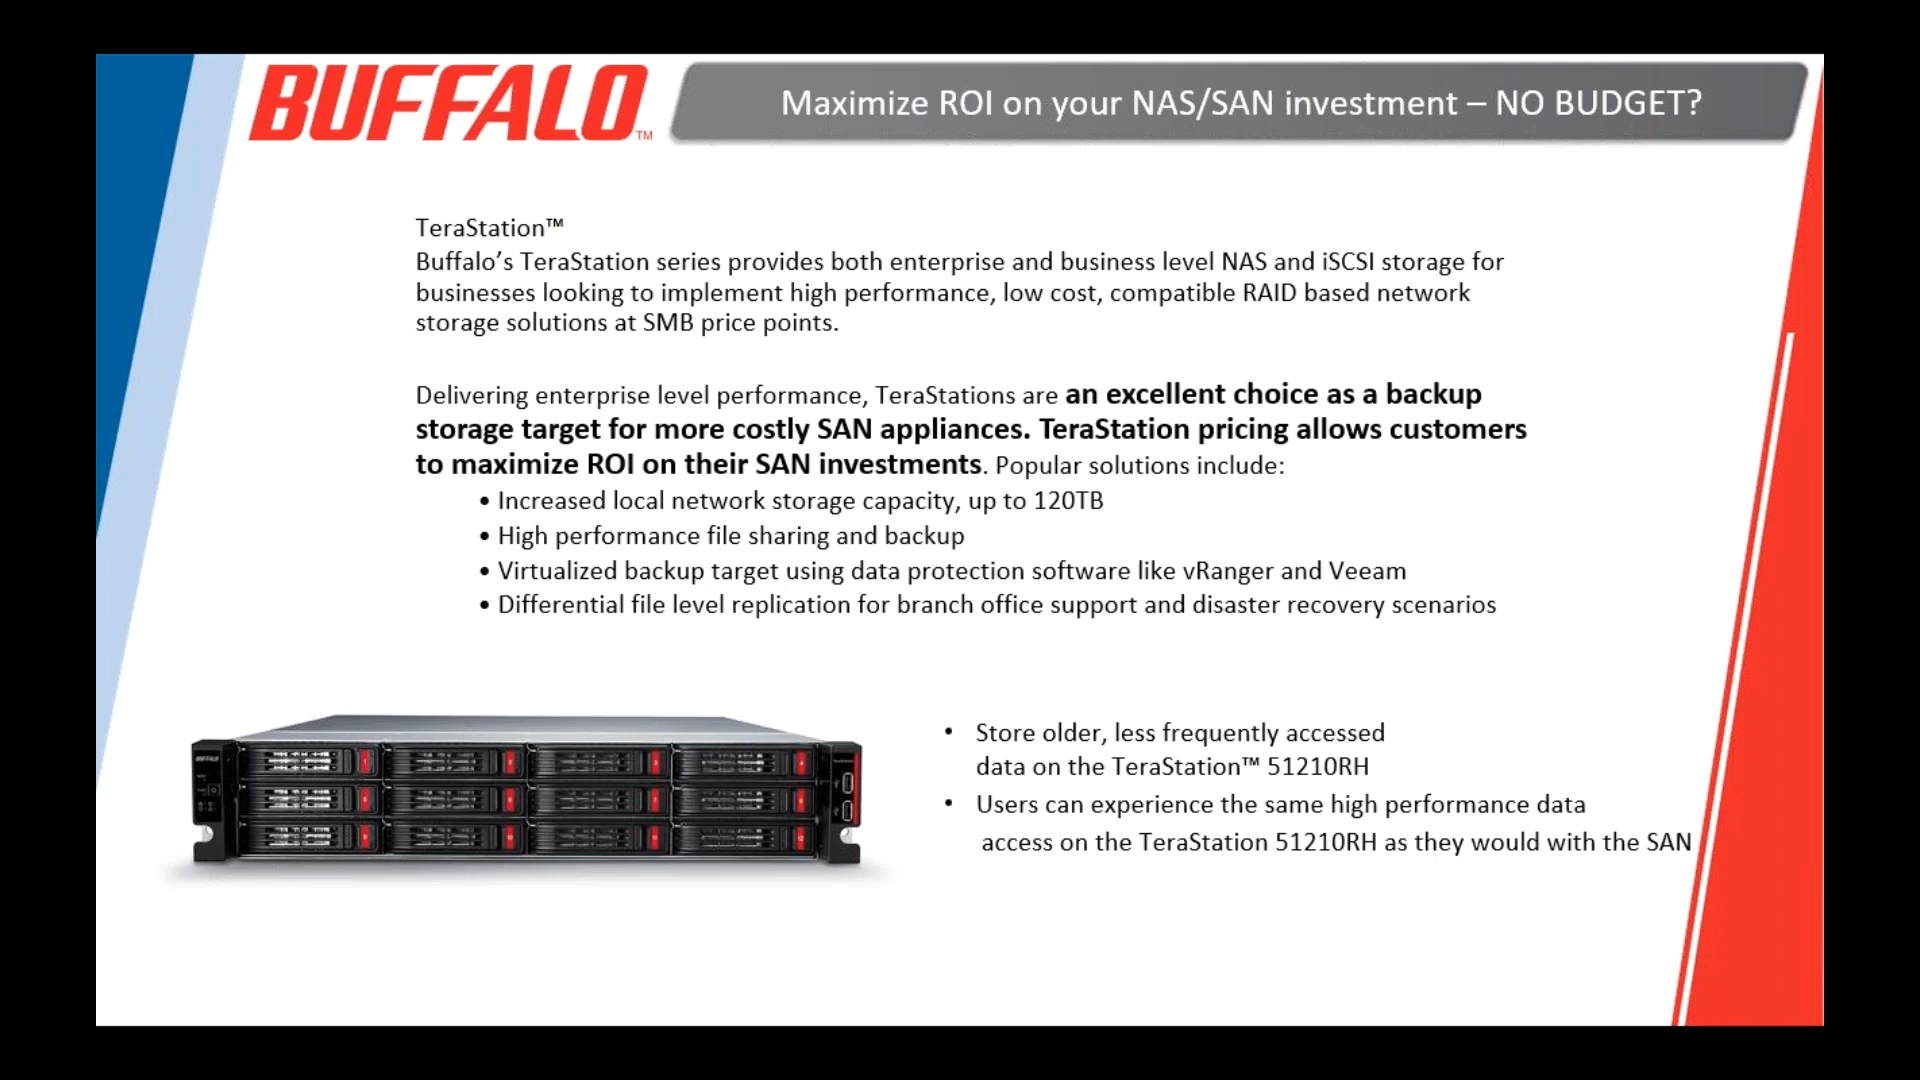 BUFFALO™
Maximize ROI on your NAS/SAN investment – NO BUDGET?
TeraStation™
Buffalo’s TeraStation series provides both enterprise and business level NAS and iSCSI storage for
businesses looking to implement high performance, low cost, compatible RAID based network
storage solutions at SMB price points.
Delivering enterprise level performance, TeraStations are an excellent choice as a backup
storage target for more costly SAN appliances. TeraStation pricing allows customers
to maximize ROI on their SAN investments. Popular solutions include:
• Increased local network storage capacity, up to 120TB
• High performance file sharing and backup
• Virtualized backup target using data protection software like vRanger and Veeam
• Differential file level replication for branch office support and disaster recovery scenarios
• Store older, less frequently accessed
data on the TeraStation™ 51210RH
• Users can experience the same high performance data
access on the TeraStation 51210RH as they would with the SAN
BUFFALO